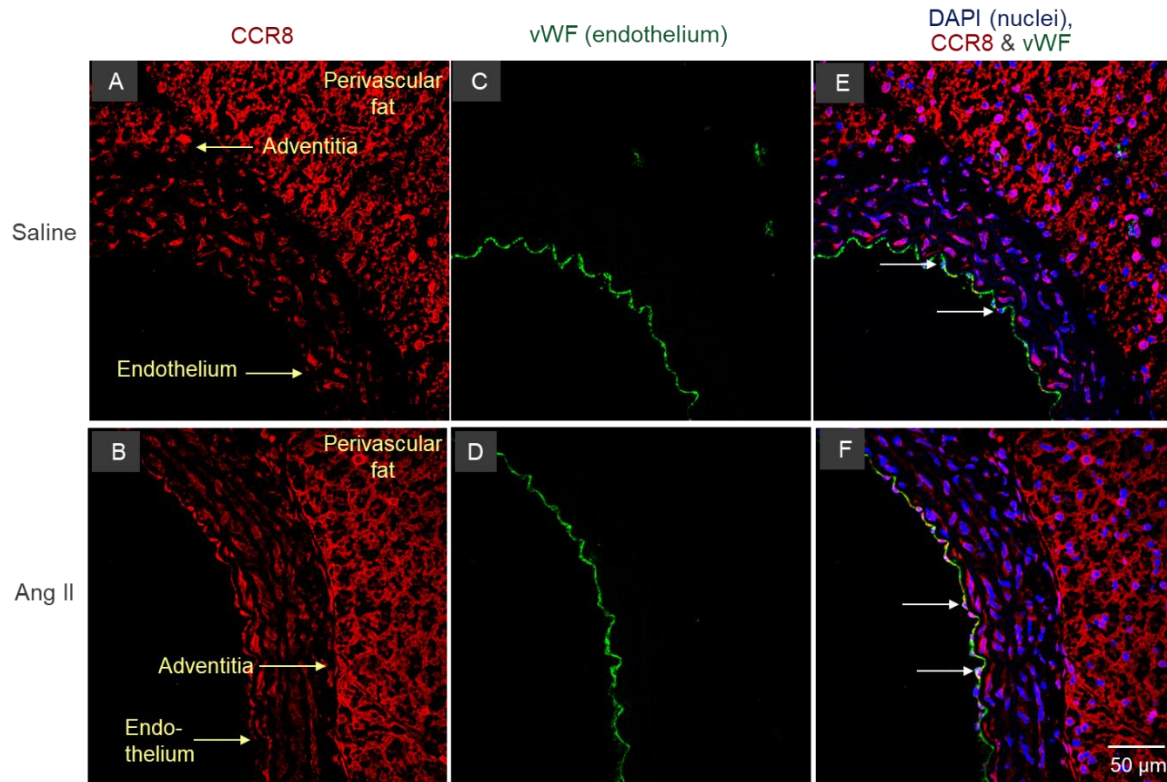 CCR8
vWF (endothelium)
DAPI (nuclei),
CCR8 & vWF
Saline
A
Perivascular
fat
Adventitia
Endothelium
C
E
Ang II
B
Perivascular
fat
Adventitia
Endo-
thelium
D
F
50 µm